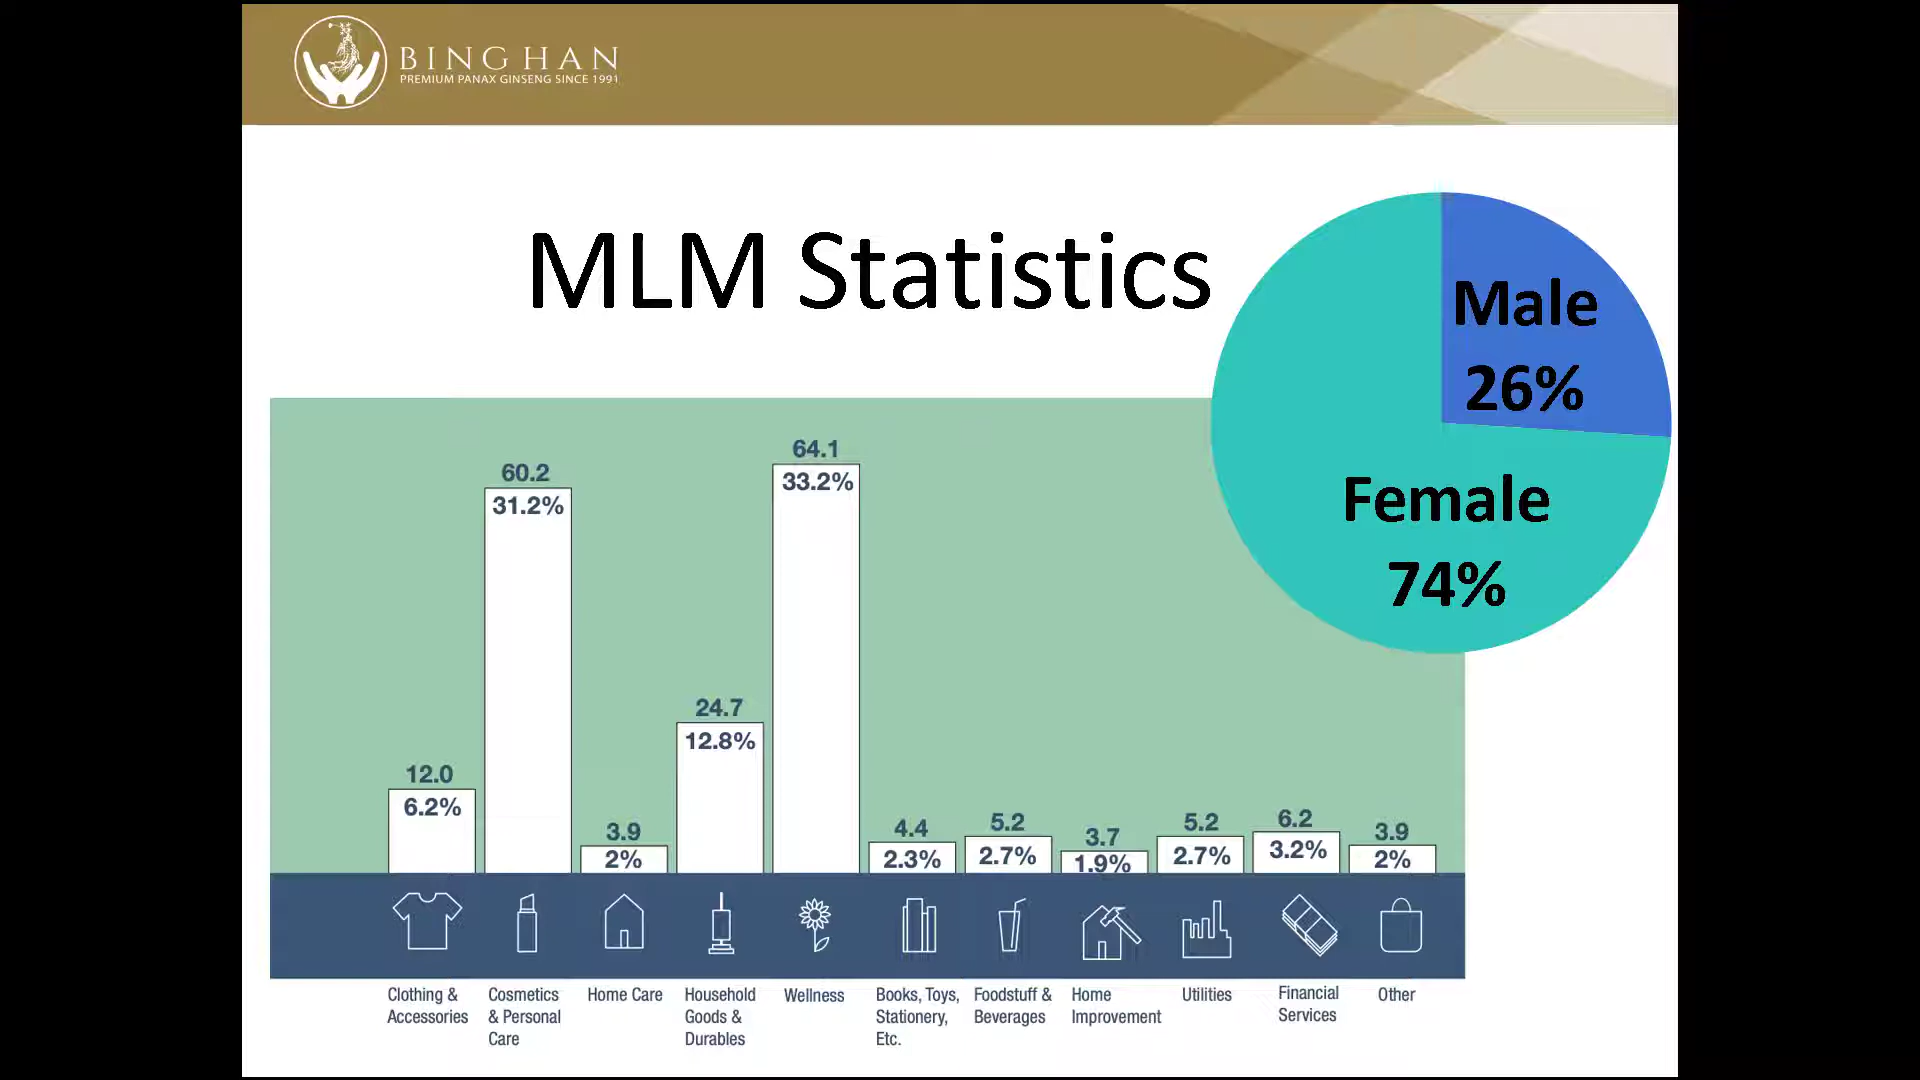 BINGHAN
PREMIUM PANAX GINSENG SINCE 1991
MLM Statistics
Male
26%
Female
74%
12.0
6.2%
60.2
31.2%
3.9
2%
24.7
12.8%
64.1
33.2%
4.4
2.3%
5.2
2.7%
3.7
1.9%
5.2
2.7%
6.2
3.2%
3.9
2%
Clothing &
Accessories
Cosmetics
& Personal
Care
Home Care
Household
Goods &
Durables
Wellness
Books, Toys,
Stationery,
Etc.
Foodstuff &
Beverages
Home
Improvement
Utilities
Financial
Services
Other